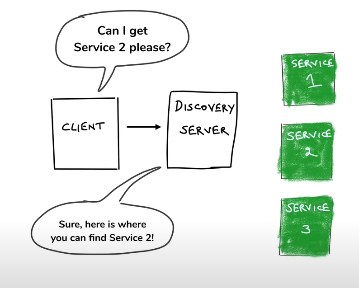 Can I get
Service 2 please?
CLIENT
DISCOVERY
SERVER
Sure, here is where
you can find Service 2!
SERVICE
1
SERVICE
2
SERVICE
3